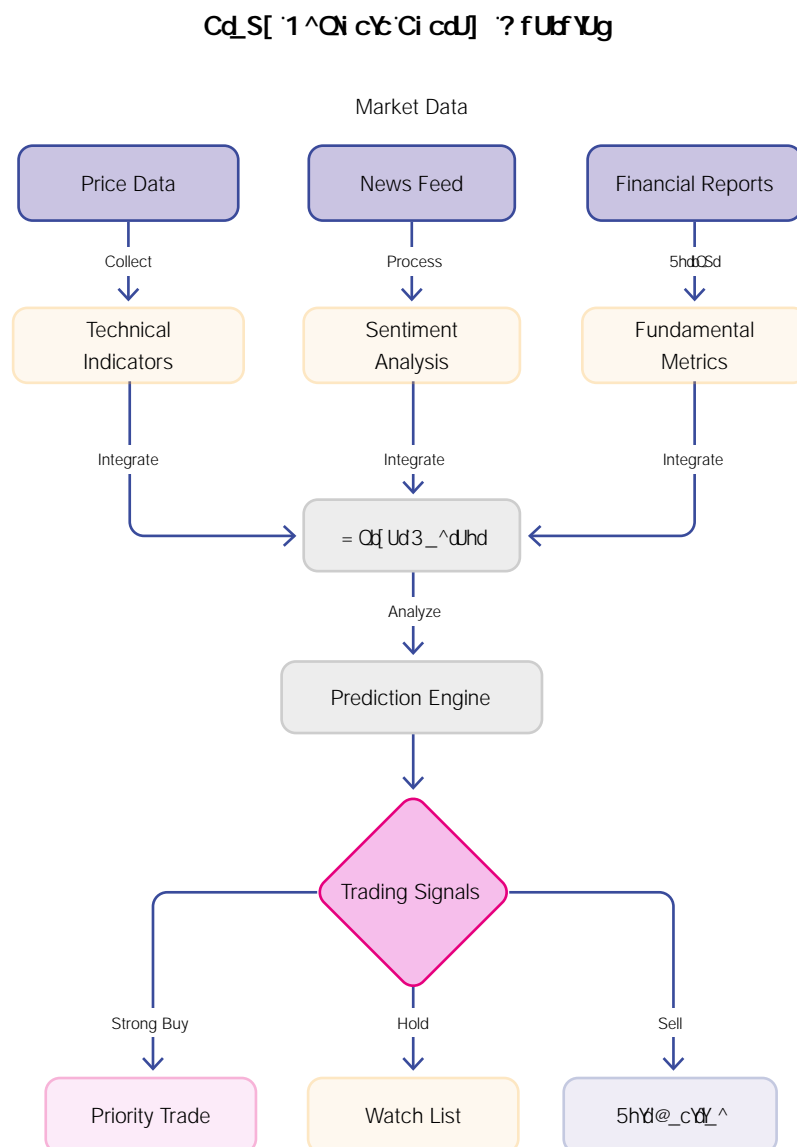 Market Data
Price Data
News Feed
Financial Reports
Collect
Process
Technical
Indicators
Sentiment
Analysis
Fundamental
Metrics
Integrate
Integrate
Integrate
Analyze
Prediction Engine
Trading Signals
Strong Buy
Hold
Sell
Priority Trade
Watch List